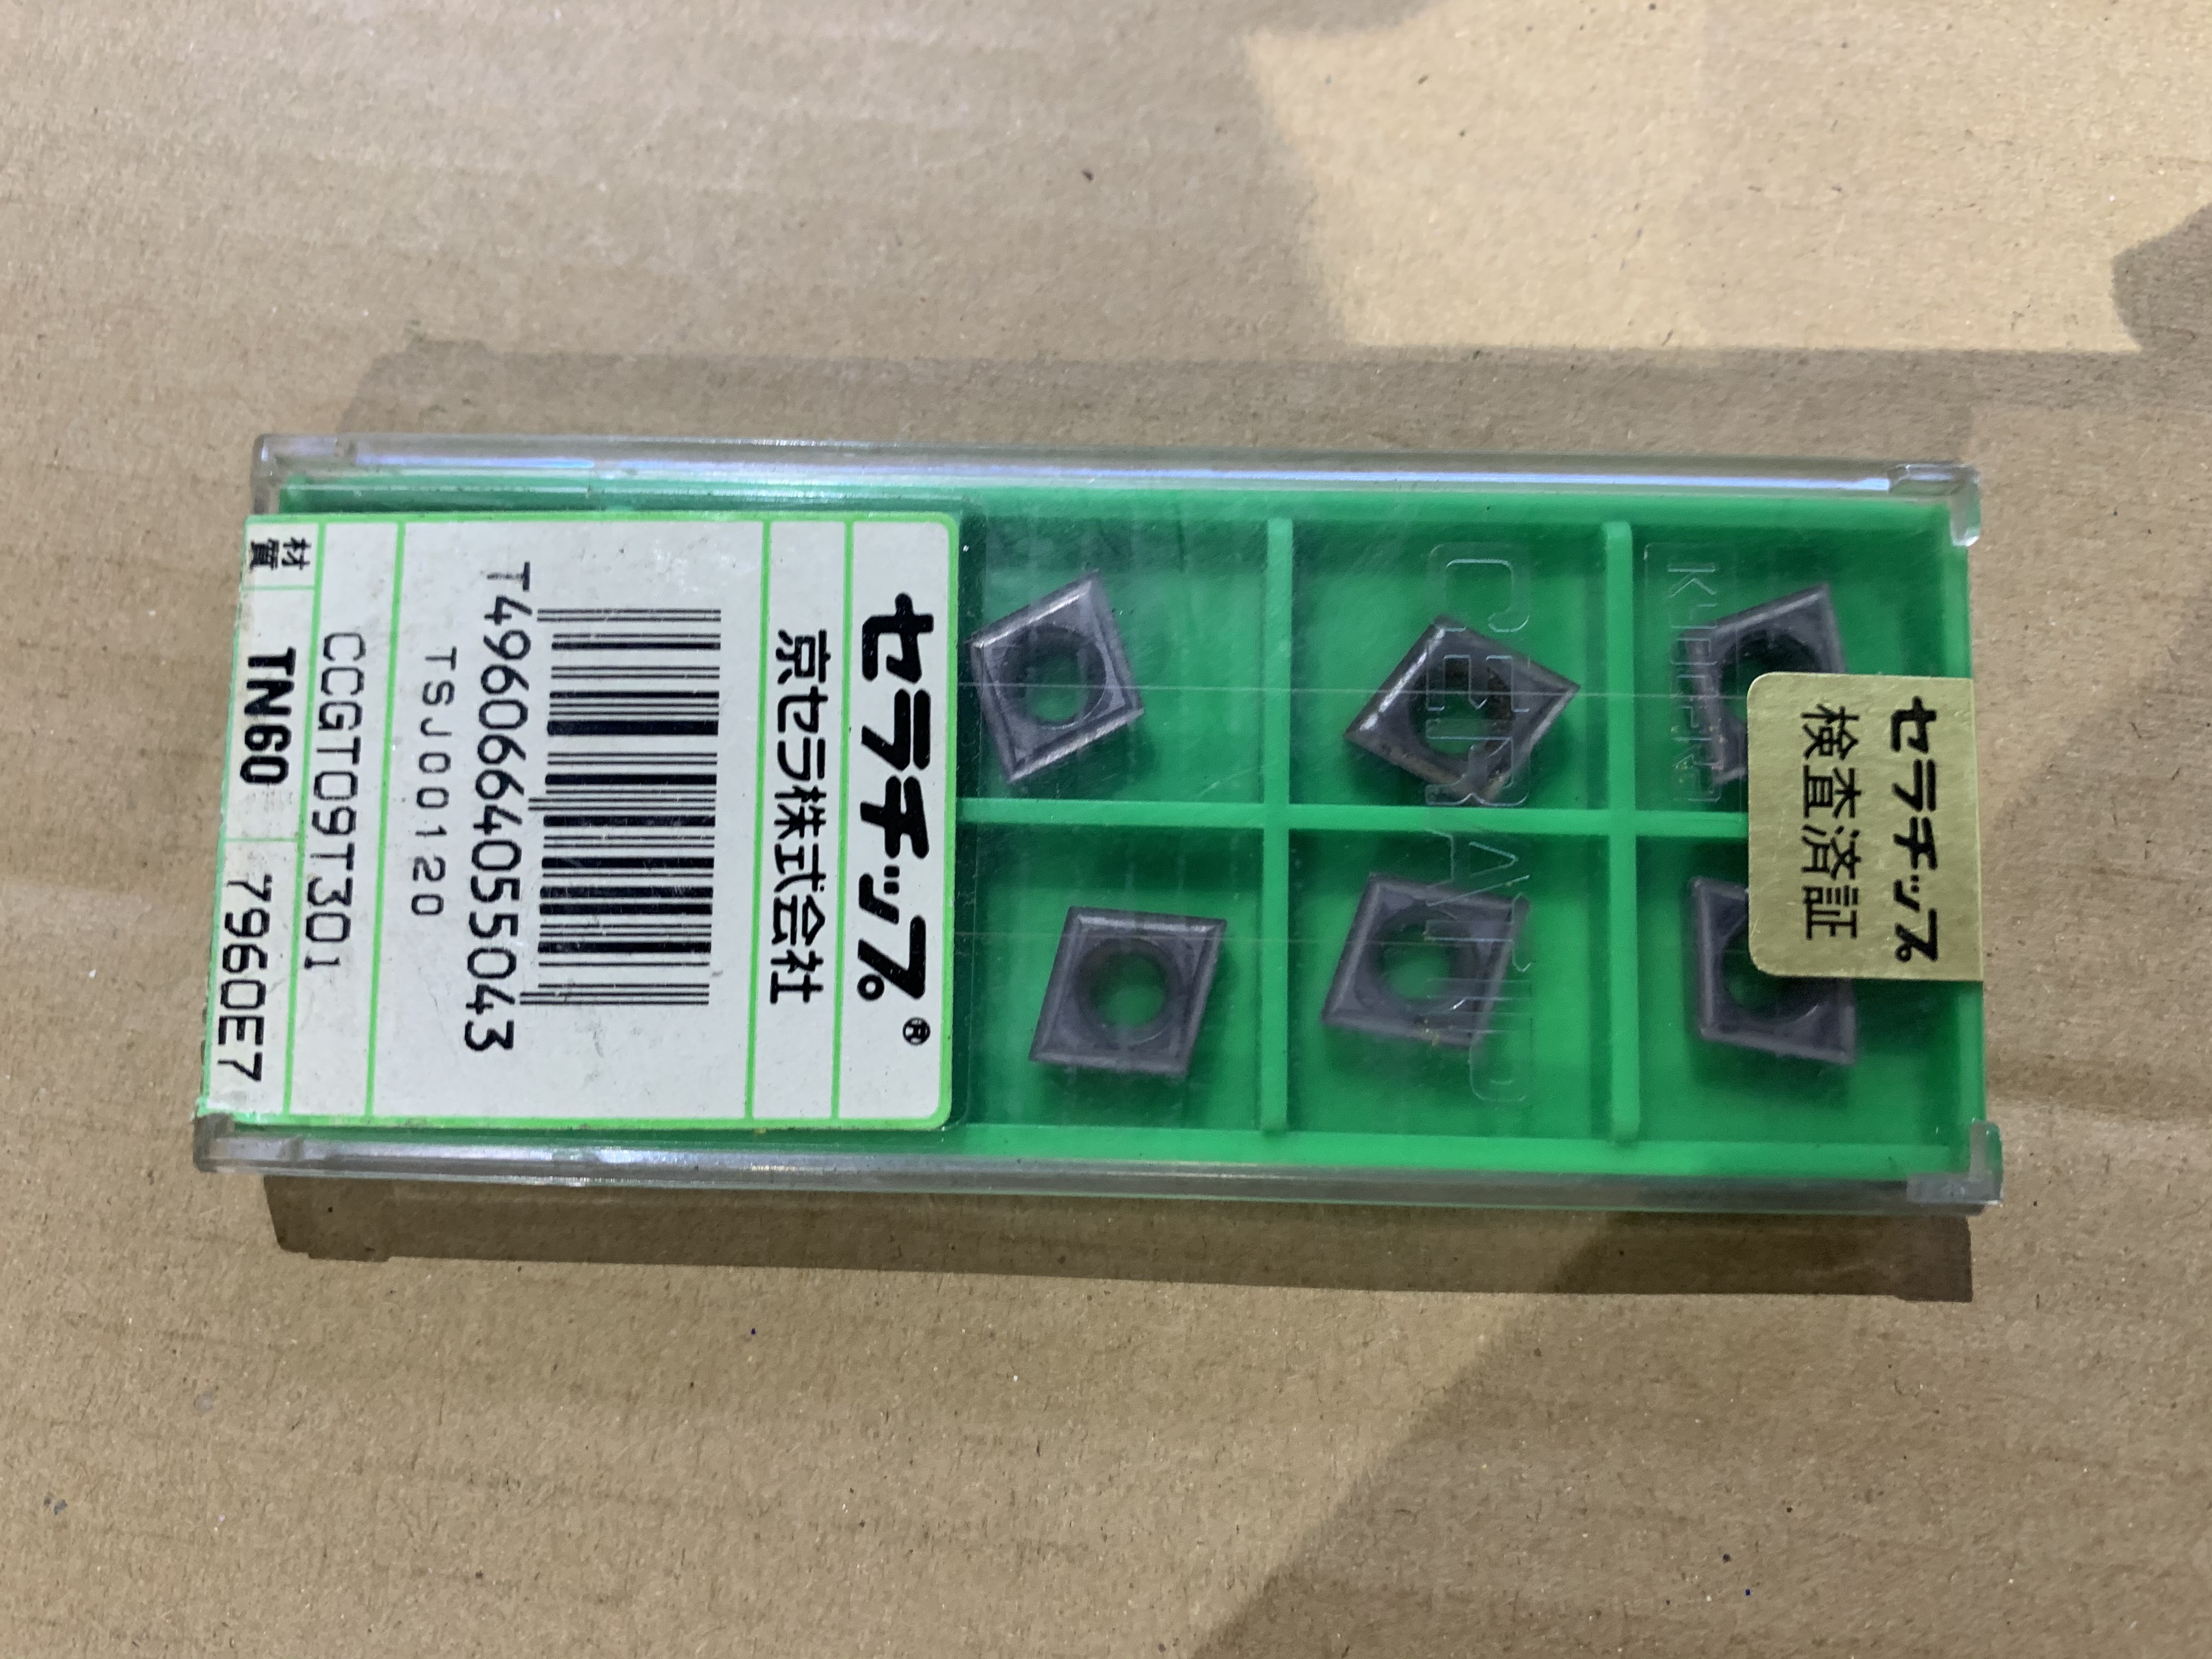 セラチップ®
京セラ株式会社
T4960664055043
TSJ00120
CCGT09T301
材質
TN60
7960E7
CERATIP
セラチップ
検査済証